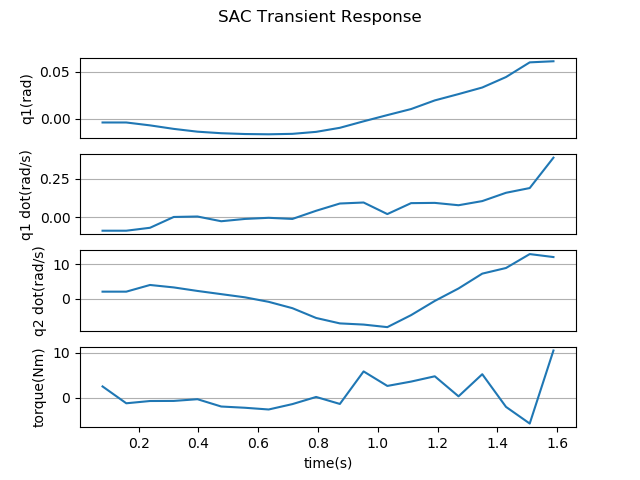 SAC Transient Response
q1(rad)
0.05
0.00
q1 dot(rad/s)
0.25
0.00
q2 dot(rad/s)
10
0
torque(Nm)
10
0
0.2 0.4 0.6 0.8 1.0 1.2 1.4 1.6
time(s)